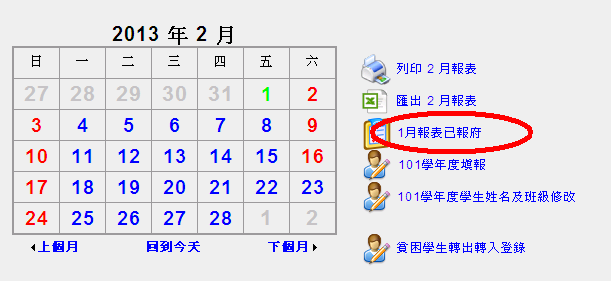 2013 年 2 月
日 一 二 三 四 五 六
27 28 29 30 31 1 2
3 4 5 6 7 8 9
10 11 12 13 14 15 16
17 18 19 20 21 22 23
24 25 26 27 28 1 2
上個月 回到今天 下個月
列印 2 月報表
匯出 2 月報表
1月報表已報府
101學年度填報
101學年度學生姓名及班級修改
貧困學生轉出轉入登錄